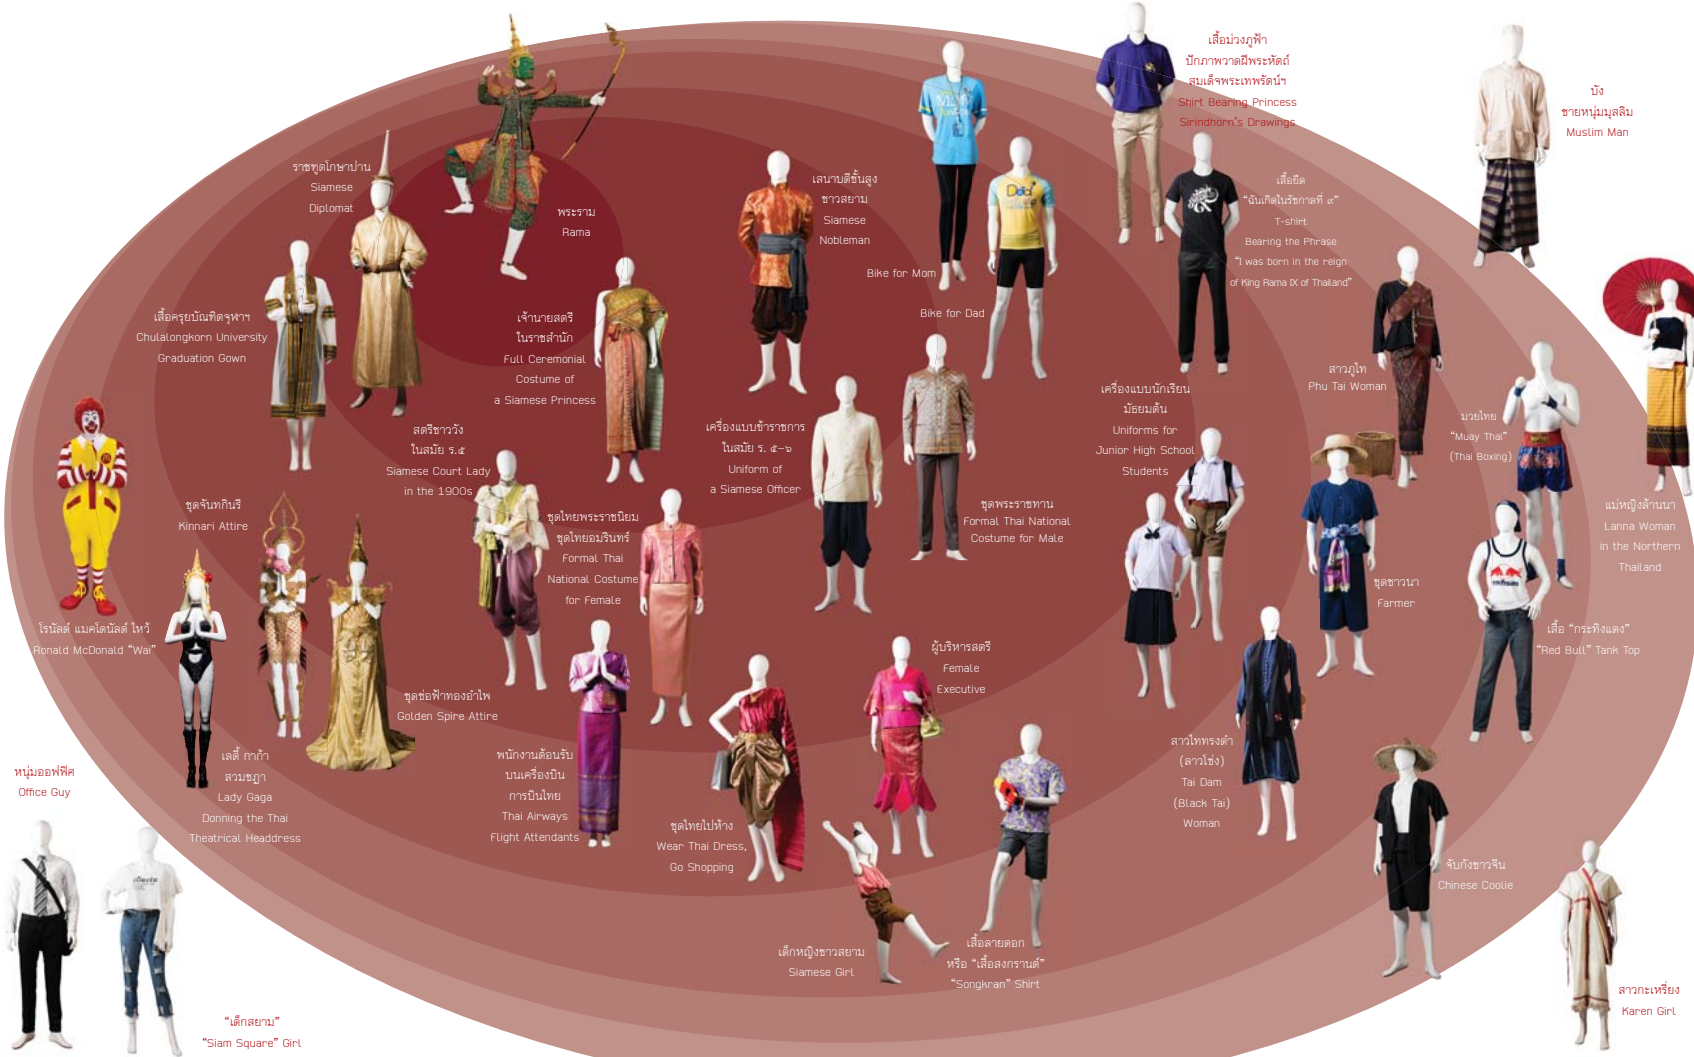 เสื้อม่วงภูฟ้า
ปักภาพวาดฝีพระหัตถ์
สมเด็จพระเทพรัตน์ฯ
Shirt Bearing Princess
Sirindhorn's Drawings
บัง
ชายหนุ่มมุสลิม
Muslim Man
ราชทูตโกษาปาน
Siamese
Diplomat
พระราม
Rama
เสนาบดีชั้นสูง
ชาวสยาม
Siamese
Nobleman
Bike for Mom
Dad
Bike for Dad
เสื้อยืด
"ฉันเกิดในรัชกาลที่ ๙"
T-shirt
Bearing the Phrase
"I was born in the reign
of King Rama IX of Thailand"
เสื้อครุยบัณฑิตจุฬาฯ
Chulalongkorn University
Graduation Gown
เจ้านายสตรี
ในราชสำนัก
Full Ceremonial
Costume of
a Siamese Princess
สาวภูไท
Phu Tai Woman
มวยไทย
"Muay Thai"
(Thai Boxing)
สตรีชาววัง
ในสมัย ร.๕
Siamese Court Lady
in the 1900s
เครื่องแบบข้าราชการ
ในสมัย ร. ๕-๖
Uniform of
a Siamese Officer
เครื่องแบบนักเรียน
มัธยมต้น
Uniforms for
Junior High School
Students
ชุดจันทกินรี
Kinnari Attire
ชุดไทยพระราชนิยม
ชุดไทยอมรินทร์
Formal Thai
National Costume
for Female
ชุดพระราชทาน
Formal Thai National
Costume for Male
แม่หญิงล้านนา
Lanna Woman
in the Northern
Thailand
ชุดชาวนา
Farmer
โรนัลด์ แมคโดนัลด์ ไหว้
Ronald McDonald "Wai"
เสื้อ "กระทิงแดง"
"Red Bull" Tank Top
ผู้บริหารสตรี
Female
Executive
ชุดช่อฟ้าทองอำไพ
Golden Spire Attire
หนุ่มออฟฟิศ
Office Guy
เลดี้ กาก้า
สวมชฎา
Lady Gaga
Donning the Thai
Theatrical Headdress
พนักงานต้อนรับ
บนเครื่องบิน
การบินไทย
Thai Airways
Flight Attendants
ชุดไทยไปห้าง
Wear Thai Dress,
Go Shopping
สาวไททรงดำ
(ลาวโซ่ง)
Tai Dam
(Black Tai)
Woman
จับกังชาวจีน
Chinese Coolie
เด็กหญิงชาวสยาม
Siamese Girl
เสื้อลายดอก
หรือ "เสื้อสงกรานต์"
"Songkran" Shirt
สาวกะเหรี่ยง
Karen Girl
"เด็กสยาม"
"Siam Square" Girl